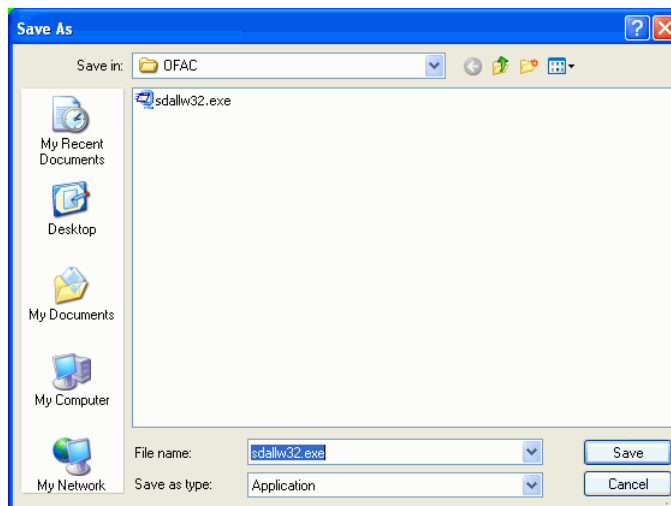 Save As
Save in:
OFAC
sdallw32.exe
My Recent
Documents
Desktop
My Documents
My Computer
My Network
File name:
sdallw32.exe
Save
Save as type:
Application
Cancel